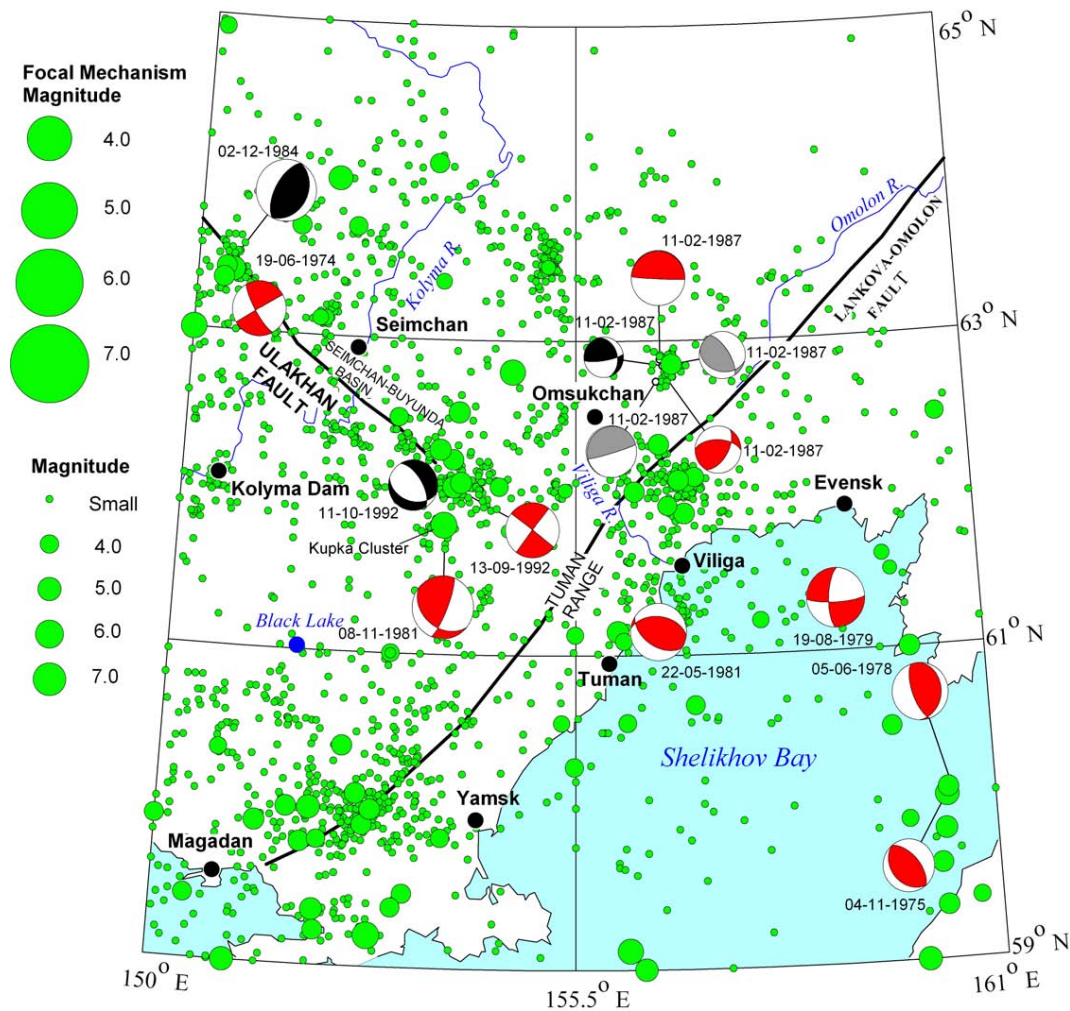 65° N
Focal Mechanism
Magnitude
4.0
5.0
6.0
7.0
02-12-1984
19-06-1974
Kolyma R.
Omolon R.
11-02-1987
LANKOVA-OMOLON
FAULT
63° N
Seimchan
11-02-1987
11-02-1987
ULAKHAN
FAULT
SEIMCHAN-BUYUNDA
BASIN
Omsukchan
11-02-1987
11-02-1987
Magnitude
Small
4.0
5.0
6.0
7.0
Kolyma Dam
11-10-1992
Viliga R.
Evensk
Kupka Cluster
13-09-1992
Viliga
TUMAN
RANGE
Black Lake
08-11-1981
19-08-1979
61° N
22-05-1981
05-06-1978
Tuman
Shelikhov Bay
Yamsk
Magadan
04-11-1975
59° N
150° E
155.5° E
161° E